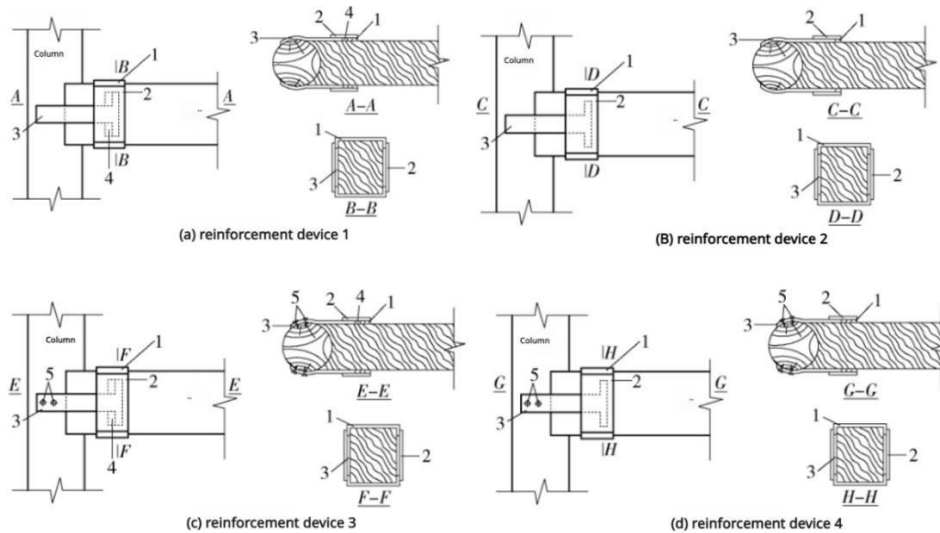 Column
1
B
A
2
A
3
B
4
2
4
1
3
A-A
1
3
2
B-B
(a) reinforcement device 1
Column
D
1
C
2
C
3
D
2
1
3
C-C
1
3
2
D-D
(B) reinforcement device 2
Column
F
1
E
5
2
E
3
F
4
5
2
4
1
3
E-E
1
3
2
F-F
(c) reinforcement device 3
Column
H
1
G
5
2
G
3
H
5
2
1
3
G-G
1
3
2
H-H
(d) reinforcement device 4